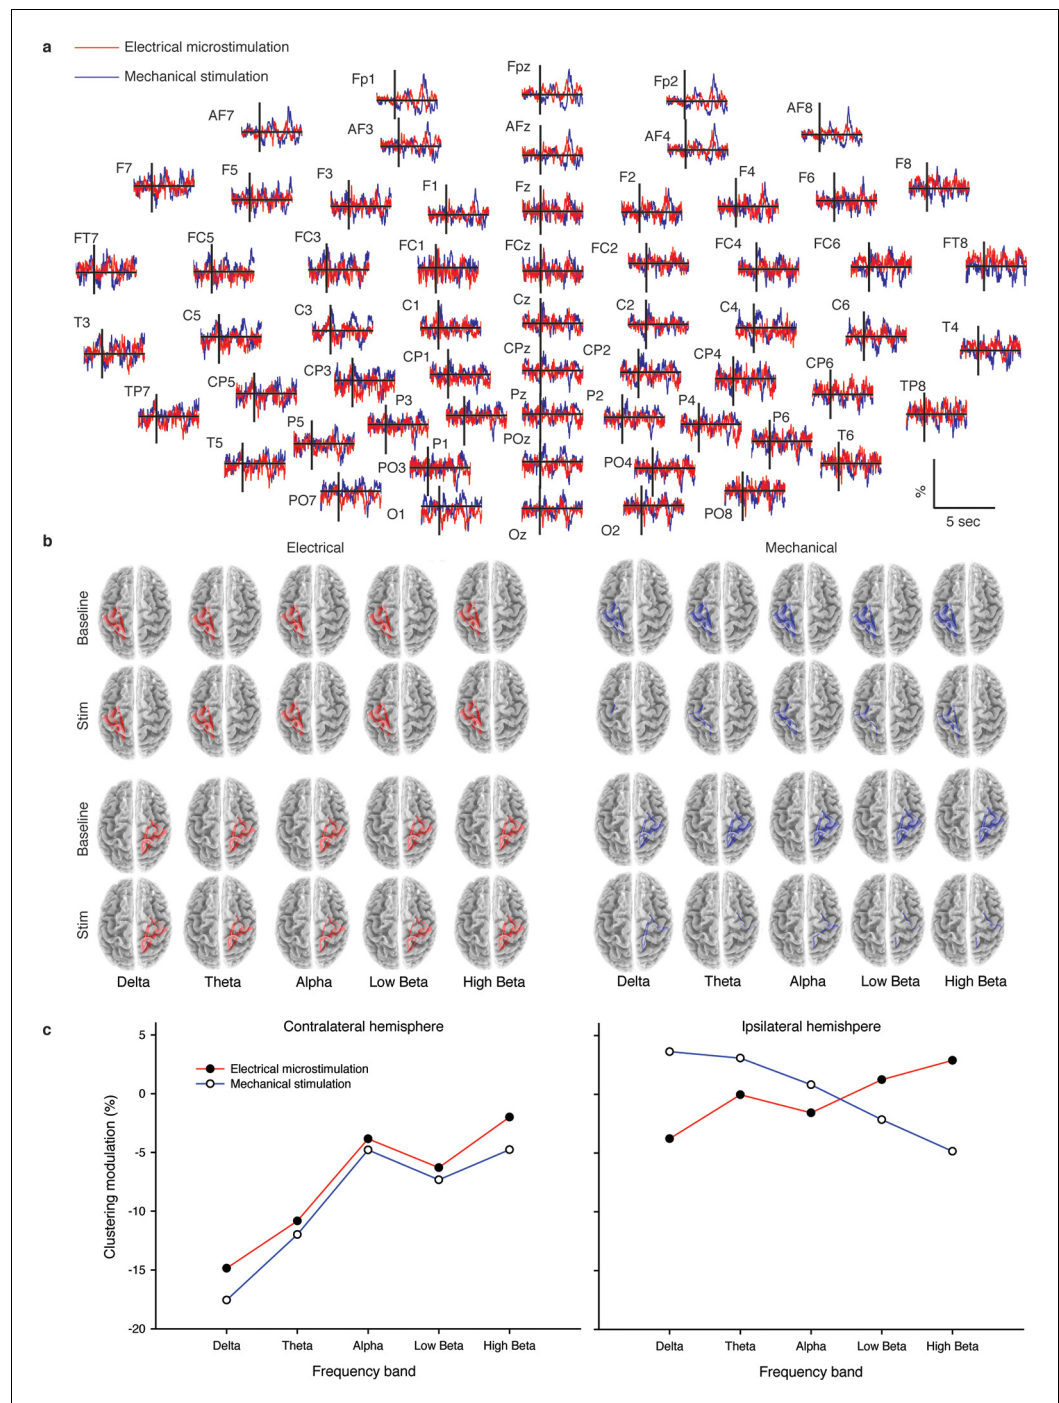 a
Electrical microstimulation
Mechanical stimulation
Fp1 Fpz Fp2
AF7 AF3 AFz AF4 AF8
F7 F5 F3 F1 Fz F2 F4 F6 F8
FT7 FC5 FC3 FC1 FCz FC2 FC4 FC6 FT8
T3 C5 C3 C1 Cz C2 C4 C6 T4
TP7 CP5 CP3 CP1 CPz CP2 CP4 CP6 TP8
T5 P5 P3 P1 Pz P2 P4 P6 T6
PO7 PO3 POz PO4 PO8
O1 Oz O2
%
5 sec
b
Electrical Mechanical
Baseline
Stim
Baseline
Stim
Delta Theta Alpha Low Beta High Beta Delta Theta Alpha Low Beta High Beta
c
Contralateral hemisphere Ipsilateral hemishpere
Electrical microstimulation
Mechanical stimulation
Clustering modulation (%)
5
0
-5
-10
-15
-20
Delta Theta Alpha Low Beta High Beta Delta Theta Alpha Low Beta High Beta
Frequency band Frequency band